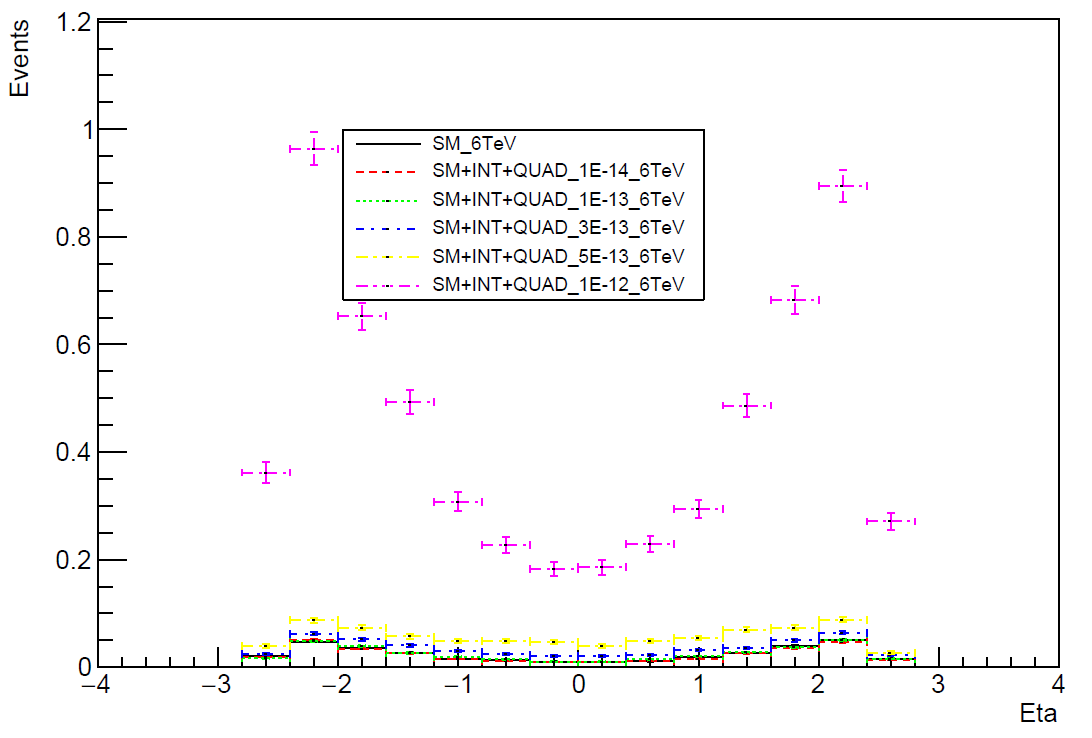 Events
1.2
1
0.8
0.6
0.4
0.2
0
SM_6TeV
SM+INT+QUAD_1E-14_6TeV
SM+INT+QUAD_1E-13_6TeV
SM+INT+QUAD_3E-13_6TeV
SM+INT+QUAD_5E-13_6TeV
SM+INT+QUAD_1E-12_6TeV
−4 −3 −2 −1 0 1 2 3 4
Eta